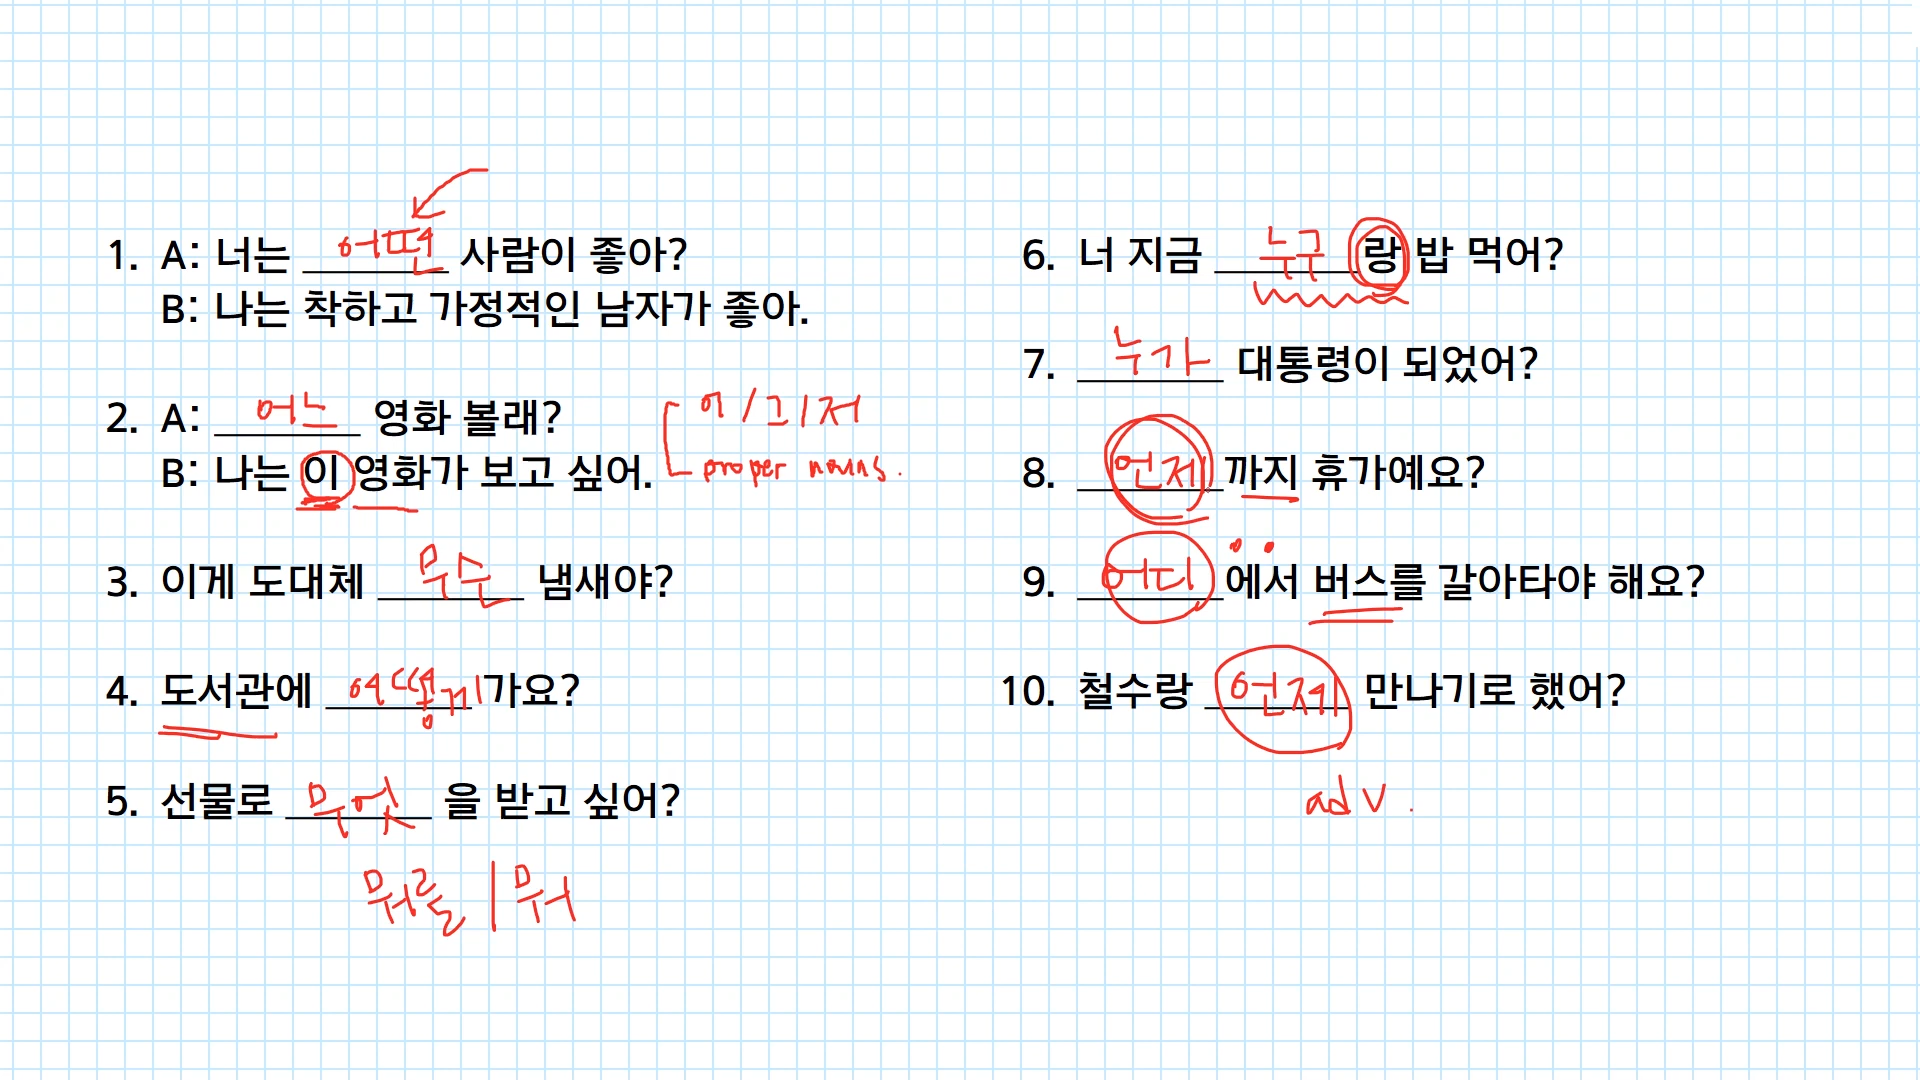 1. A: 너는 어떤 사람이 좋아?
B: 나는 착하고 가정적인 남자가 좋아.
2. A: 어느 영화 볼래?
이/그/저
B: 나는 이 영화가 보고 싶어.
proper nouns.
3. 이게 도대체 무슨 냄새야?
4. 도서관에 어떻게 가요?
5. 선물로 무엇 을 받고 싶어?
뭐를 | 뭐
6. 너 지금 누구 랑 밥 먹어?
7. 누가 대통령이 되었어?
8. 언제 까지 휴가예요?
9. 어디 에서 버스를 갈아타야 해요?
10. 철수랑 언제 만나기로 했어?
adv.